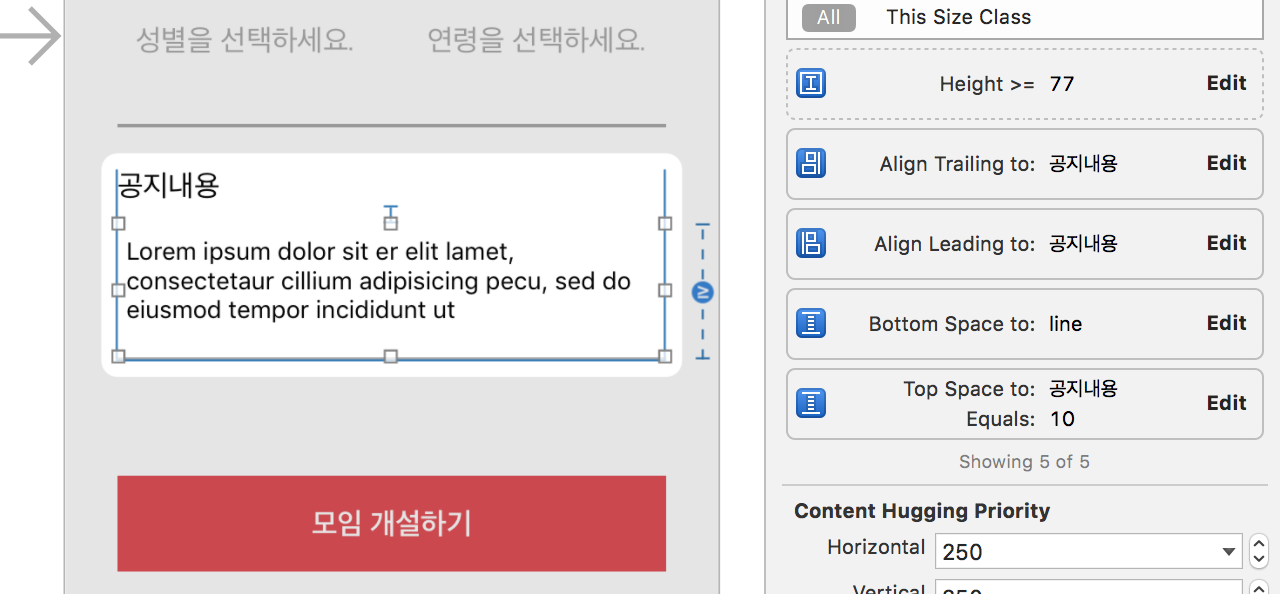 성별을 선택하세요.
연령을 선택하세요.
공지내용
Lorem ipsum dolor sit er elit lamet,
consectetaur cillium adipisicing pecu, sed do
eiusmod tempor incididunt ut
모임 개설하기
All This Size Class
Height >= 77 Edit
Align Trailing to: 공지내용 Edit
Align Leading to: 공지내용 Edit
Bottom Space to: line Edit
Top Space to: 공지내용
Equals: 10 Edit
Showing 5 of 5
Content Hugging Priority
Horizontal 250
Vertical 250